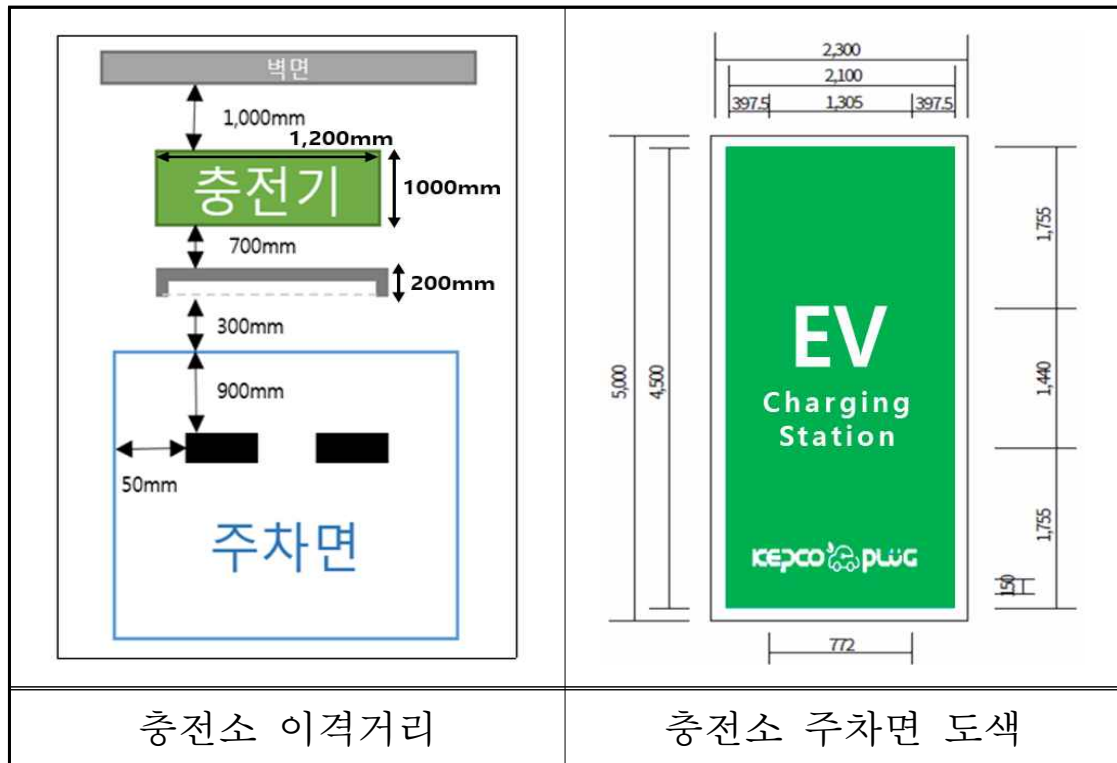 벽면
1,000mm
1,200mm
충전기
1000mm
700mm
200mm
300mm
900mm
50mm
주차면
충전소 이격거리
2,300
2,100
397.5
1,305
397.5
5,000
4,500
1,755
1,440
1,755
150
EV
Charging
Station
KEPCO PLUG
772
충전소 주차면 도색